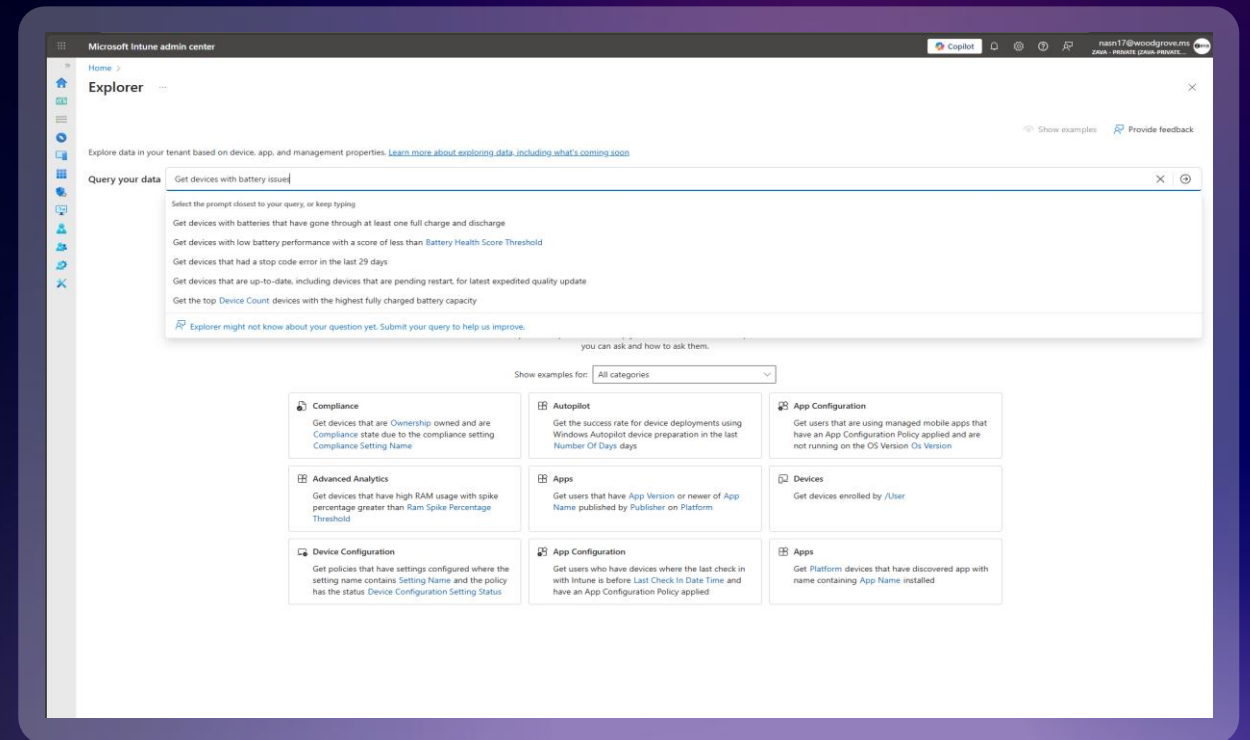 Microsoft Intune admin center
Copilot
nasn17@woodgrove.ms
ZAVA - PRIVATE (ZAVA-PRIVATE...
Home >
Explorer ...
Show examples
Provide feedback
Explore data in your tenant based on device, app, and management properties. Learn more about exploring data, including what's coming soon
Query your data
Get devices with battery issues
Select the prompt closest to your query, or keep typing
Get devices with batteries that have gone through at least one full charge and discharge
Get devices with low battery performance with a score of less than Battery Health Score Threshold
Get devices that had a stop code error in the last 29 days
Get devices that are up-to-date, including devices that are pending restart, for latest expedited quality update
Get the top Device Count devices with the highest fully charged battery capacity
Explorer might not know about your question yet. Submit your query to help us improve.
you can ask and how to ask them.
Show examples for: All categories
Compliance
Get devices that are Ownership owned and are
Compliance state due to the compliance setting
Compliance Setting Name
Autopilot
Get the success rate for device deployments using
Windows Autopilot device preparation in the last
Number Of Days days
App Configuration
Get users that are using managed mobile apps that
have an App Configuration Policy applied and are
not running on the OS Version Os Version
Advanced Analytics
Get devices that have high RAM usage with spike
percentage greater than Ram Spike Percentage
Threshold
Apps
Get users that have App Version or newer of App
Name published by Publisher on Platform
Devices
Get devices enrolled by /User
Device Configuration
Get policies that have settings configured where the
setting name contains Setting Name and the policy
has the status Device Configuration Setting Status
App Configuration
Get users who have devices where the last check in
with Intune is before Last Check In Date Time and
have an App Configuration Policy applied
Apps
Get Platform devices that have discovered app with
name containing App Name installed